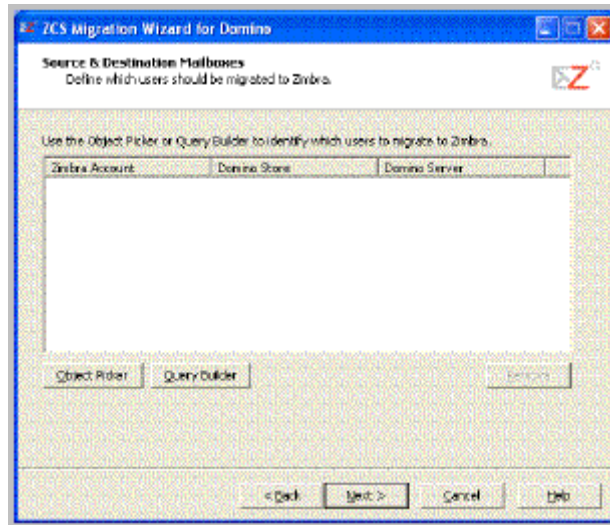 ZCS Migration Wizard for Domino
Source & Destination Mailboxes
Define which users should be migrated to Zimbra.
Z
Use the Object Picker or Query Builder to identify which users to migrate to Zimbra.
Zimbra Account Domino Store Domino Server
Object Picker Query Builder Remove
< Back Next > Cancel Help